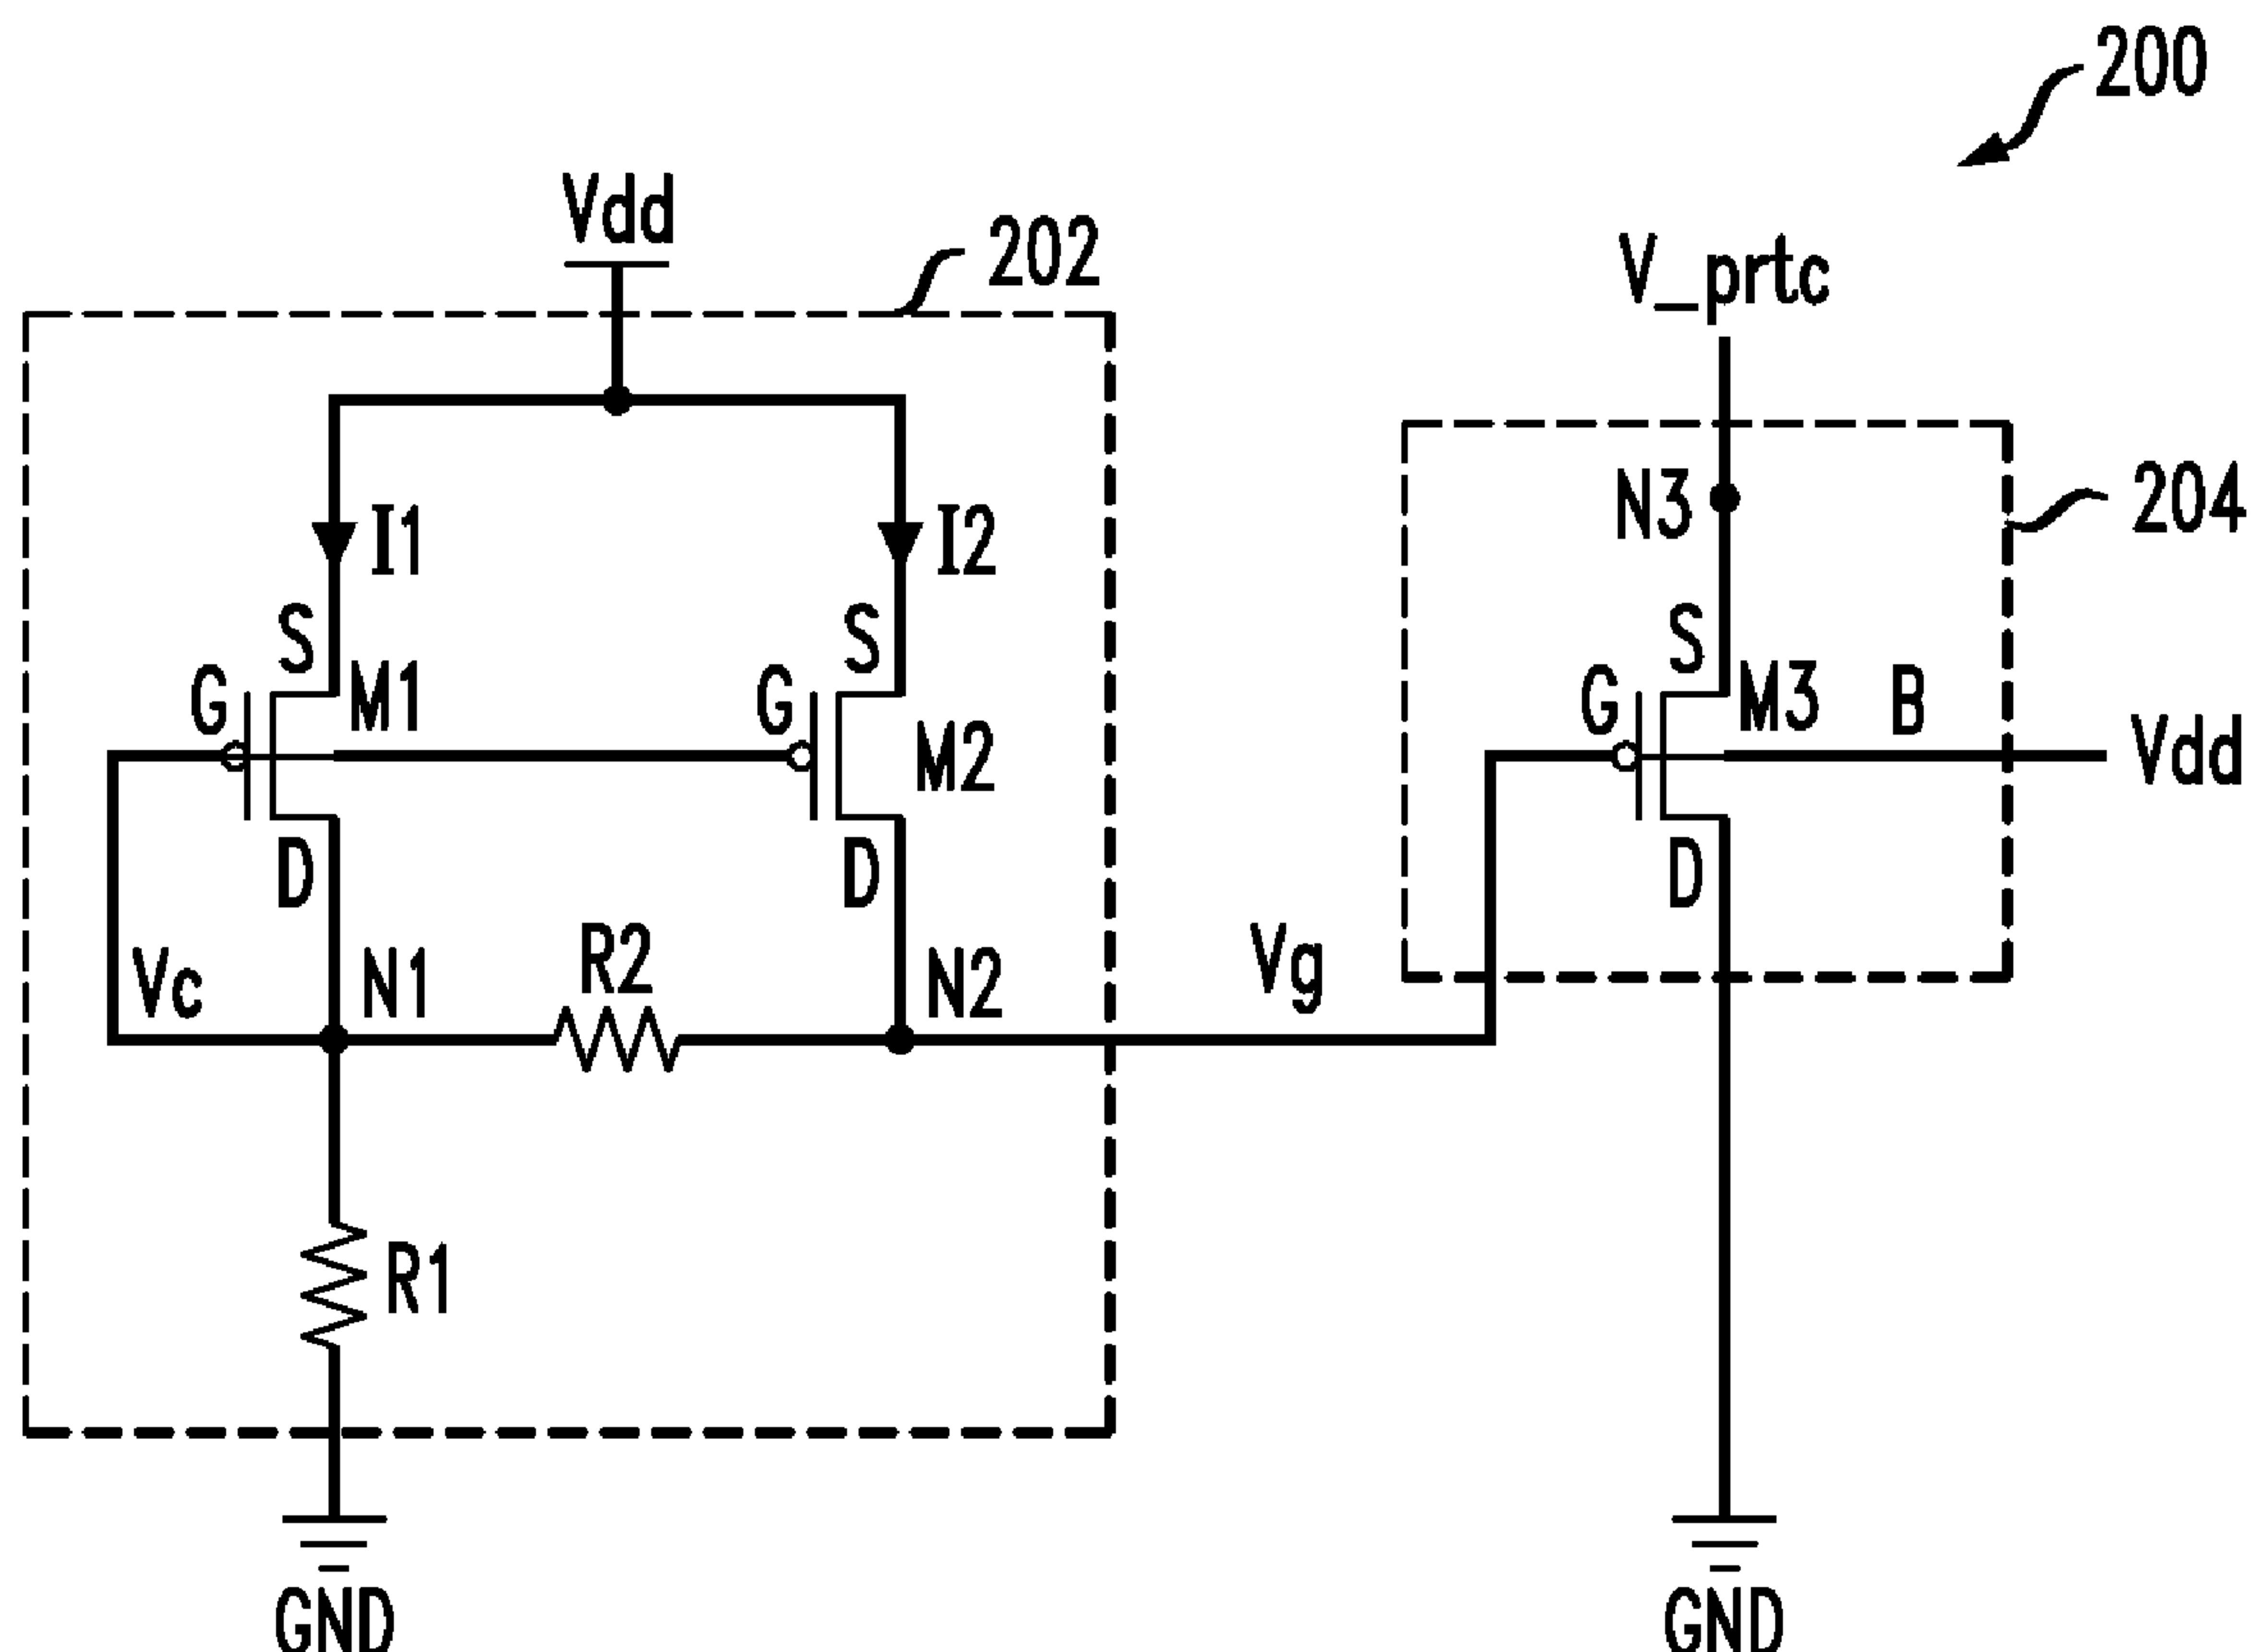 200
Vdd
202
V_prtc
N3
204
I1
I2
S
S
S
G
M1
G
M2
G
M3
B
Vdd
D
D
D
Vc
N1
R2
N2
Vg
R1
GND
GND